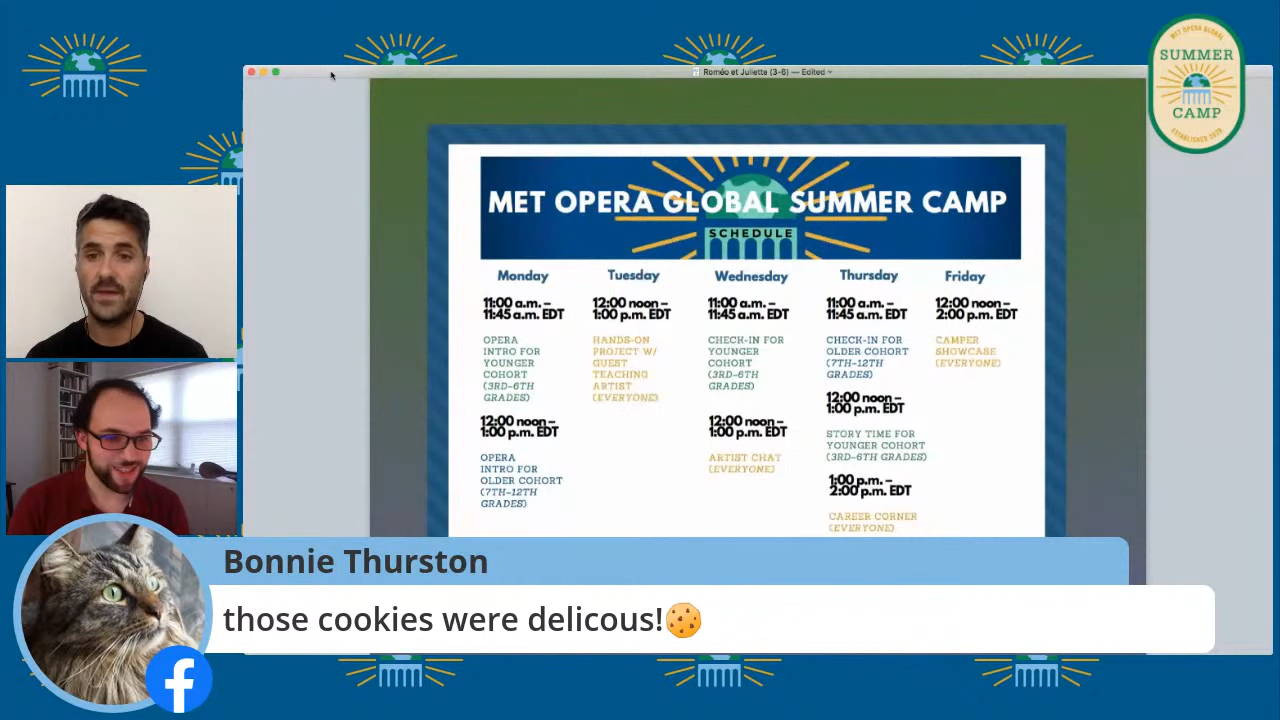 Roméo et Juliette (3-6) — Edited
MET OPERA GLOBAL
SUMMER
CAMP
ESTABLISHED 2020
MET OPERA GLOBAL SUMMER CAMP
SCHEDULE
Monday
11:00 a.m. –
11:45 a.m. EDT
OPERA
INTRO FOR
YOUNGER
COHORT
(3RD–6TH
GRADES)
12:00 noon –
1:00 p.m. EDT
OPERA
INTRO FOR
OLDER COHORT
(7TH–12TH
GRADES)
Tuesday
12:00 noon –
1:00 p.m. EDT
HANDS-ON
PROJECT W/
GUEST
TEACHING
ARTIST
(EVERYONE)
Wednesday
11:00 a.m. –
11:45 a.m. EDT
CHECK-IN FOR
YOUNGER
COHORT
(3RD–6TH
GRADES)
12:00 noon –
1:00 p.m. EDT
ARTIST CHAT
(EVERYONE)
Thursday
11:00 a.m. –
11:45 a.m. EDT
CHECK-IN FOR
OLDER COHORT
(7TH–12TH
GRADES)
12:00 noon –
1:00 p.m. EDT
STORY TIME FOR
YOUNGER COHORT
(3RD–6TH GRADES)
1:00 p.m. –
2:00 p.m. EDT
CAREER CORNER
(EVERYONE)
Friday
12:00 noon –
2:00 p.m. EDT
CAMPER
SHOWCASE
(EVERYONE)
Bonnie Thurston
those cookies were delicous!🍪